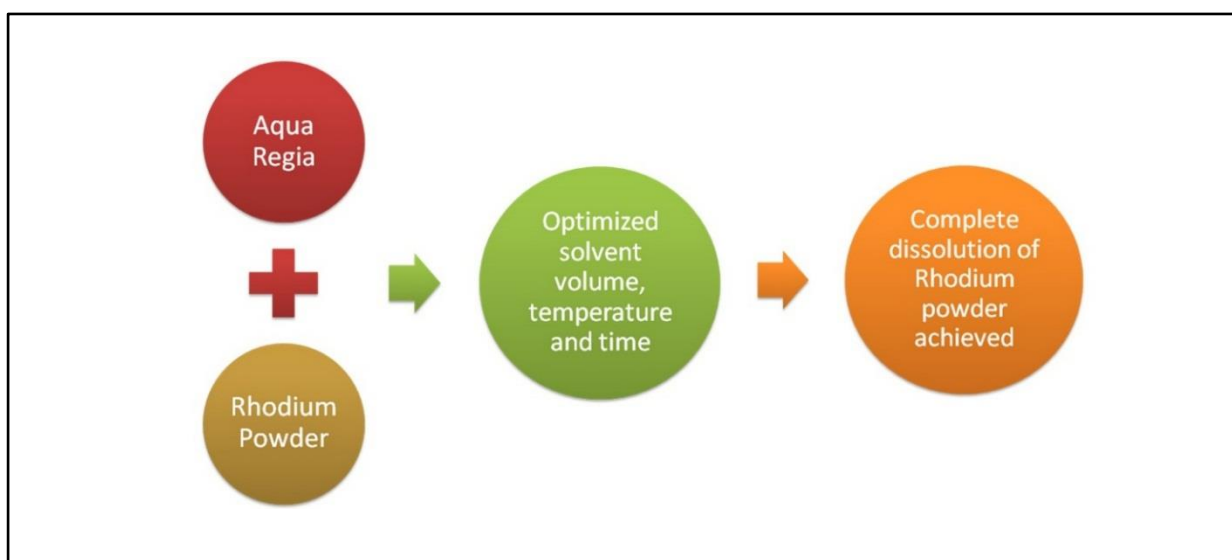 Aqua
Regia
Rhodium
Powder
Optimized
solvent
volume,
temperature
and time
Complete
dissolution of
Rhodium
powder
achieved